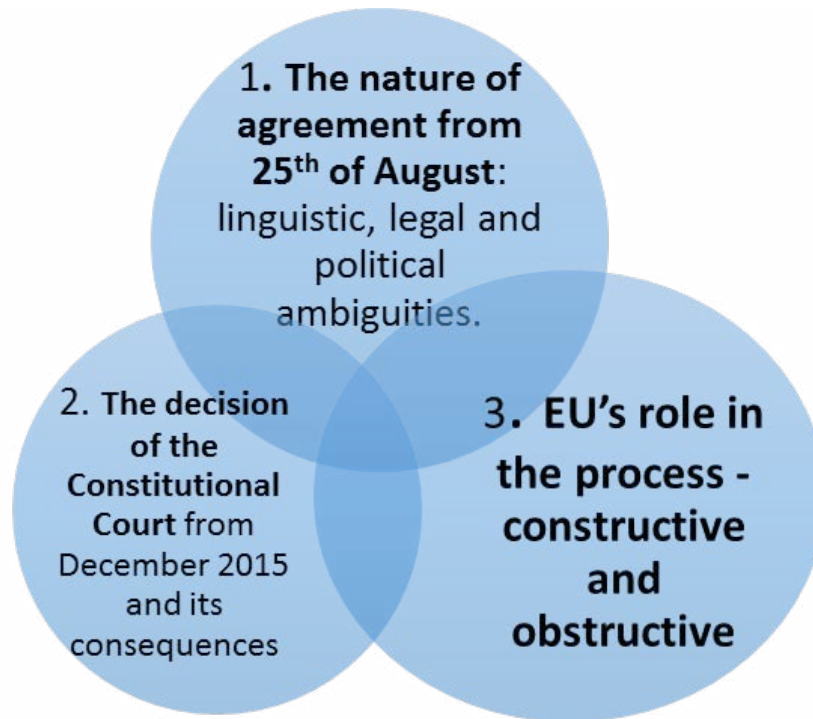 1. The nature of
agreement from
25th of August:
linguistic, legal and
political
ambiguities.
2. The decision
of the
Constitutional
Court from
December 2015
and its
consequences
3. EU’s role in
the process -
constructive
and
obstructive